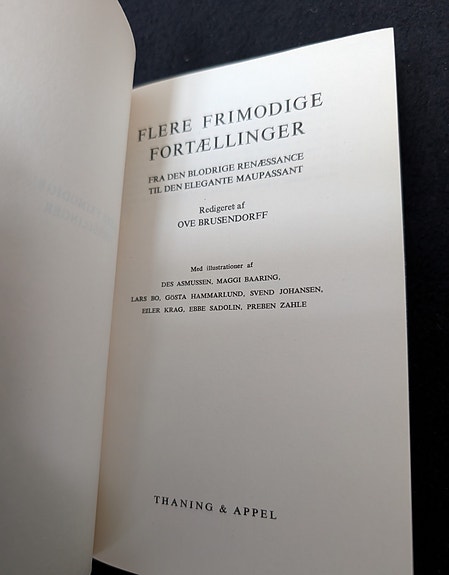 FLERE FRIMODIGE
FORTÆLLINGER
FRA DEN BLODRIGE RENÆSSANCE
TIL DEN ELEGANTE MAUPASSANT
Redigeret af
OVE BRUSENDORFF
Med illustrationer af
DES ASMUSSEN, MAGGI BAARING,
LARS BO, GOSTA HAMMARLUND, SVEND JOHANSEN,
EILER KRAG, EBBE SADOLIN, PREBEN ZAHLE
THANING & APPEL